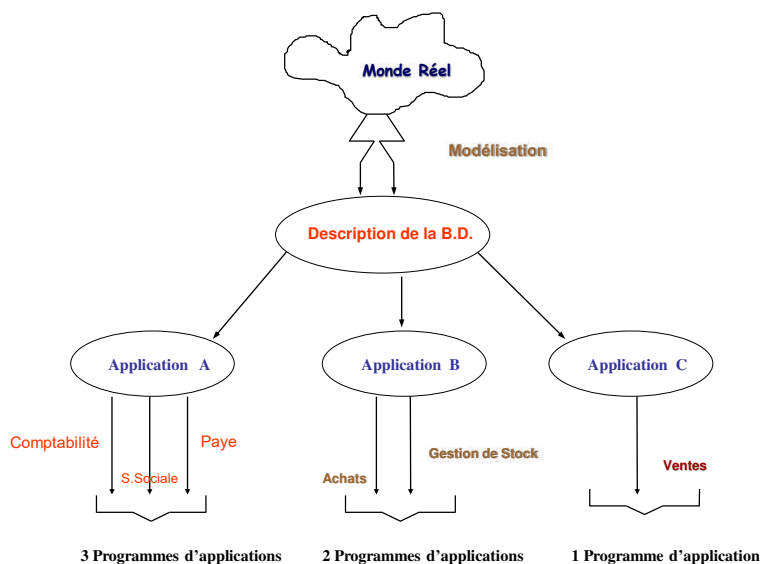 Monde Réel
Modélisation
Description de la B.D.
Application A
Application B
Application C
Comptabilité
Paye
S.Sociale
Gestion de Stock
Achats
Ventes
3 Programmes d'applications
2 Programmes d'applications
1 Programme d'application